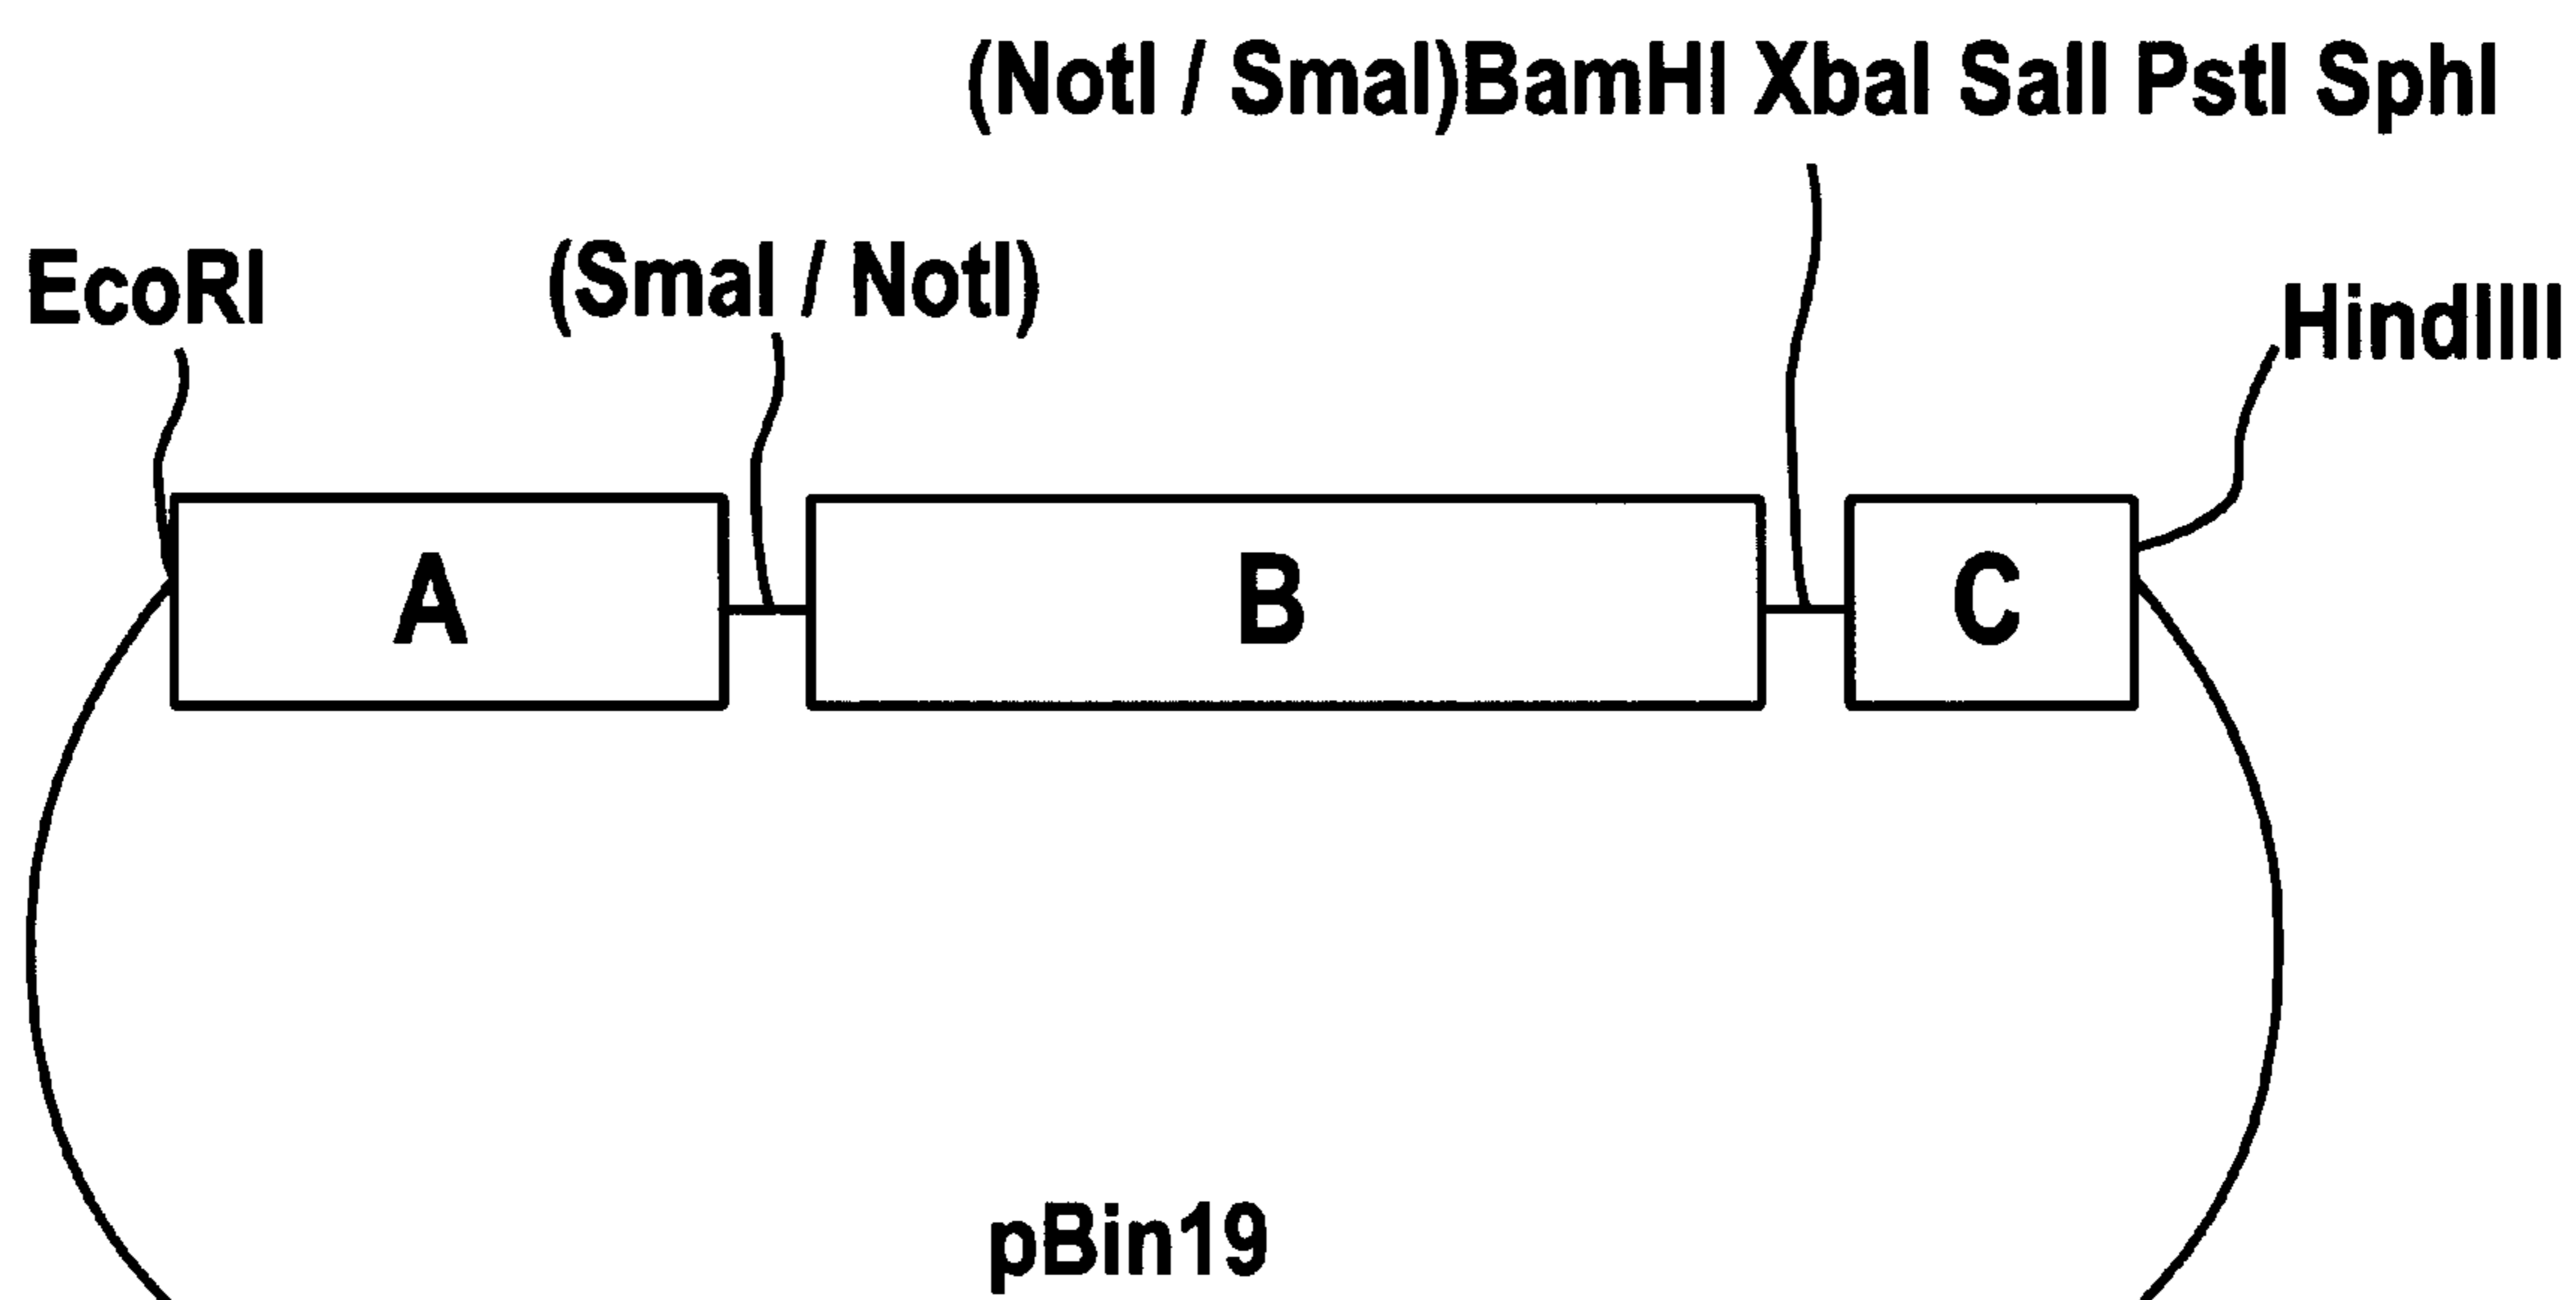 (NotI / SmaI)BamHI XbaI SalI PstI SphI
EcoRI
(SmaI / NotI)
HindIIII
A
B
C
pBin19